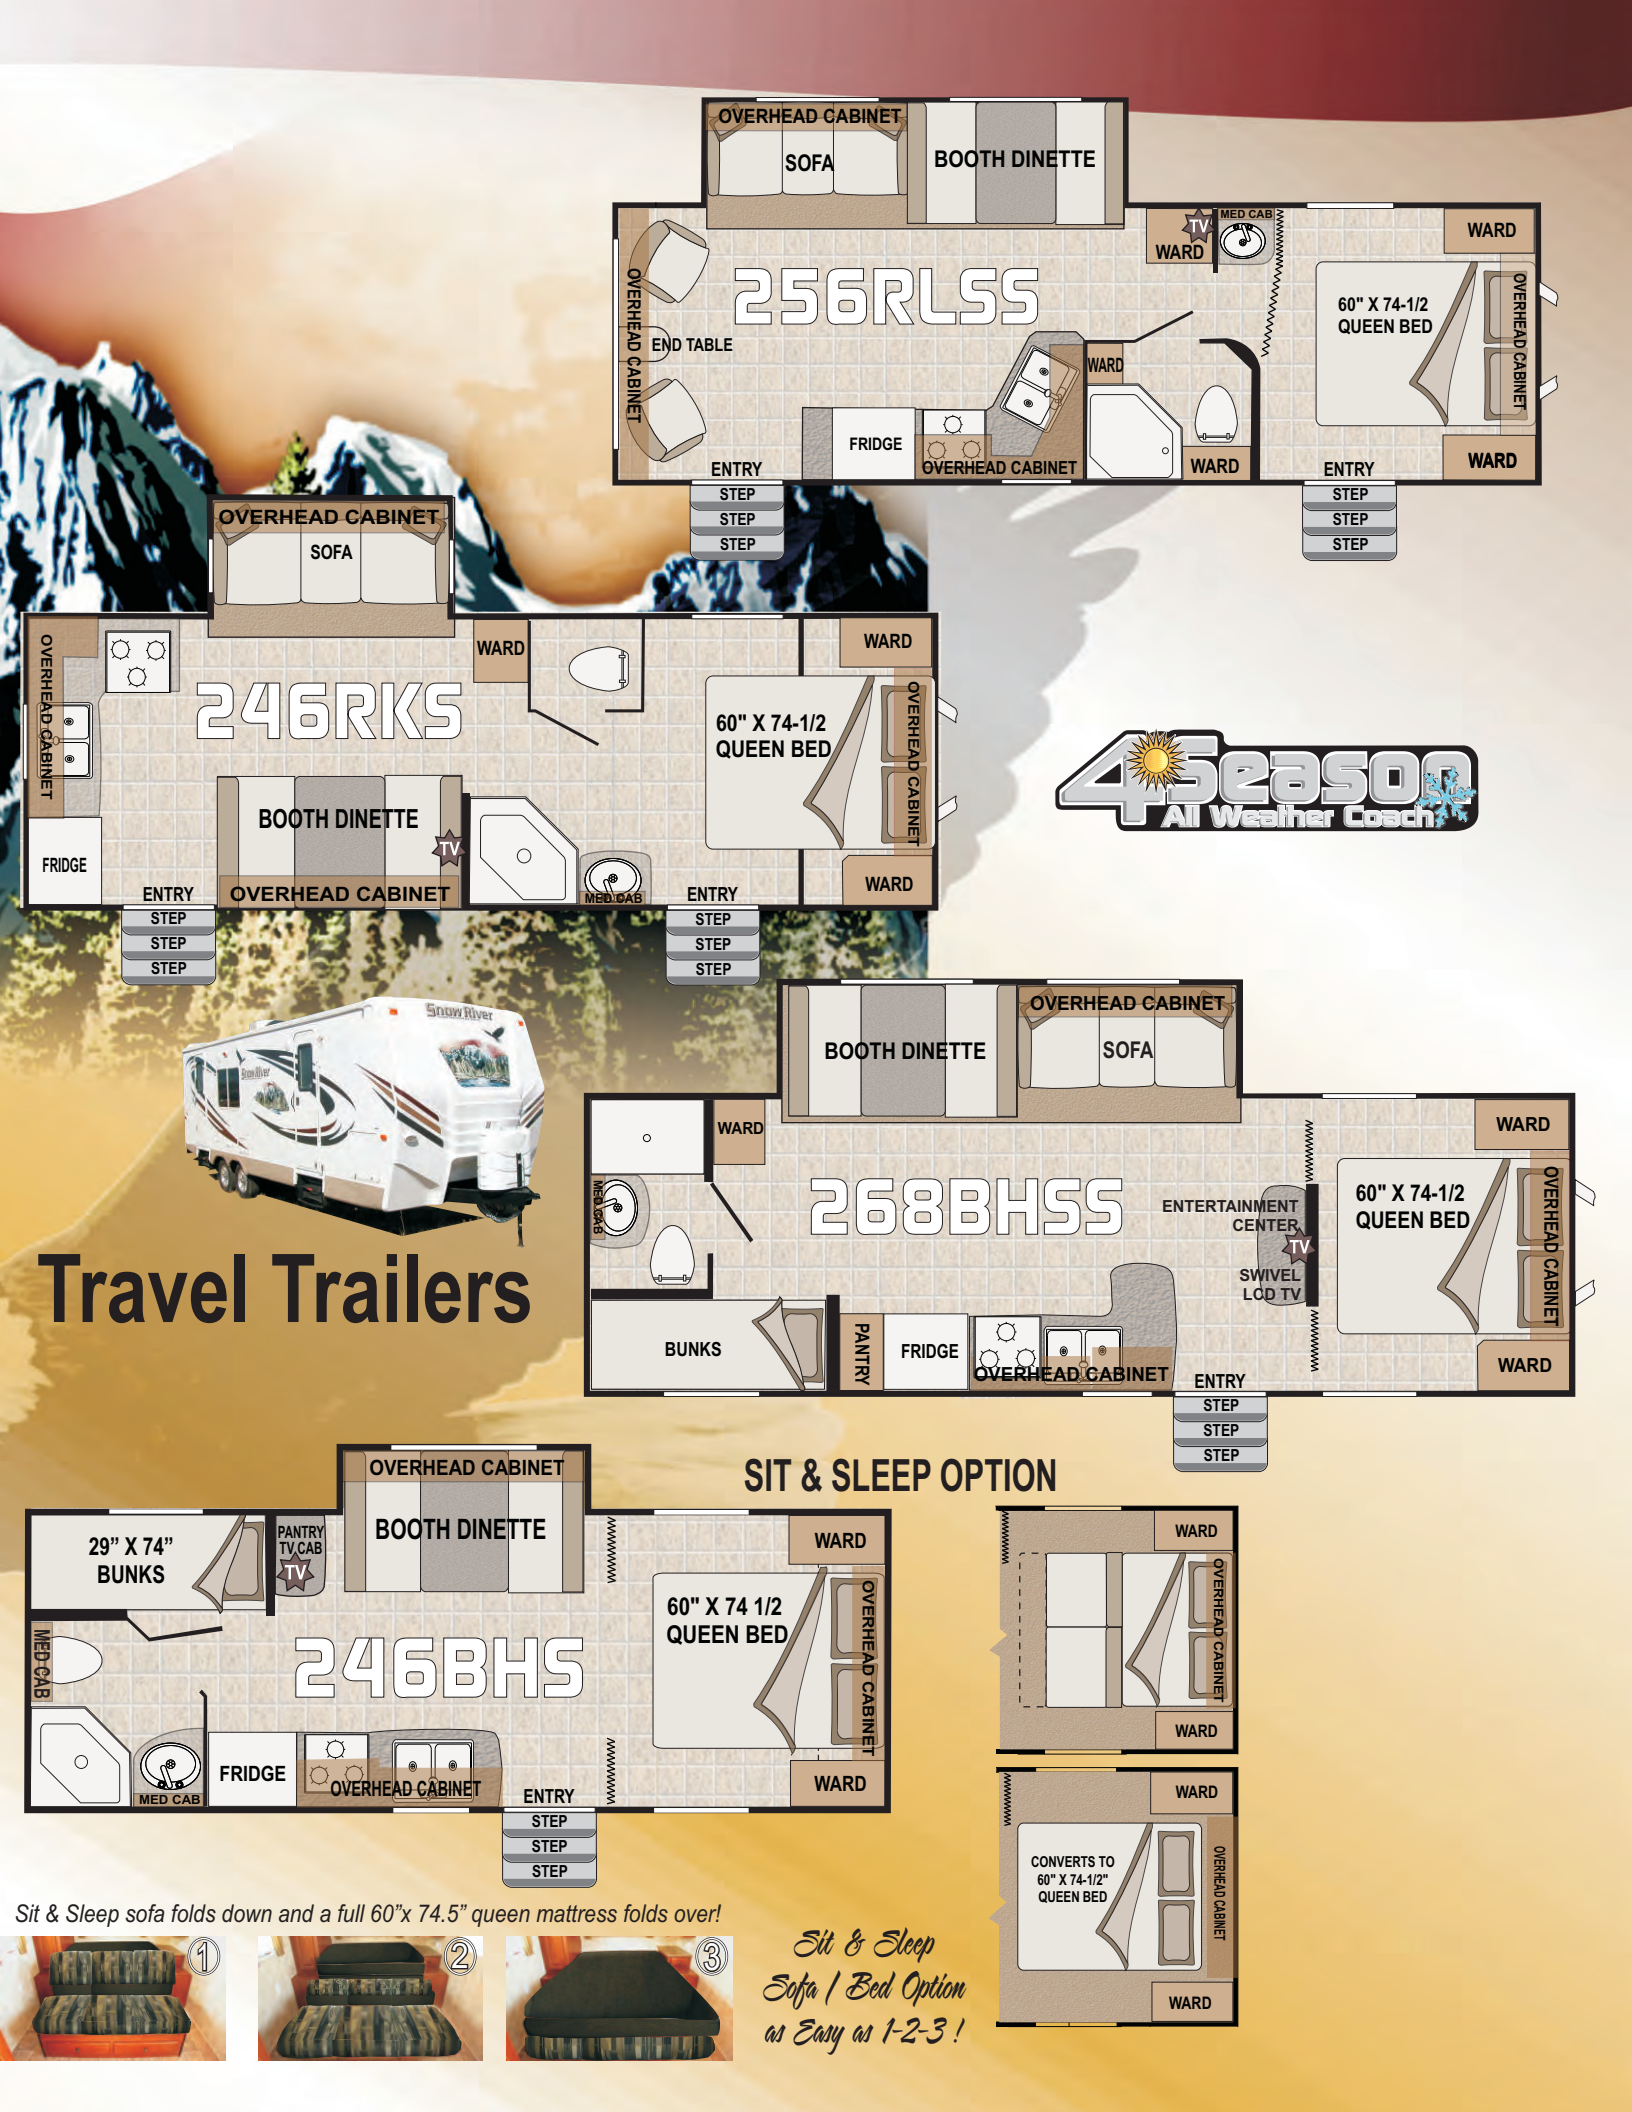 OVERHEAD CABINET
SOFA
BOOTH DINETTE
WARD
TV
MED CAB
WARD
OVERHEAD CABINET
256RLSS
60" X 74-1/2
QUEEN BED
OVERHEAD CABINET
END TABLE
WARD
FRIDGE
OVERHEAD CABINET
WARD
WARD
ENTRY
STEP
STEP
STEP
ENTRY
STEP
STEP
STEP
OVERHEAD CABINET
SOFA
OVERHEAD CABINET
WARD
WARD
246RKS
60" X 74-1/2
QUEEN BED
OVERHEAD CABINET
BOOTH DINETTE
TV
FRIDGE
OVERHEAD CABINET
MED CAB
WARD
ENTRY
STEP
STEP
STEP
ENTRY
STEP
STEP
STEP
4 Season
All Weather Coach
Snow River
Snow River
Travel Trailers
BOOTH DINETTE
OVERHEAD CABINET
SOFA
WARD
WARD
MED CAB
268BHSS
ENTERTAINMENT
CENTER
TV
SWIVEL
LCD TV
60" X 74-1/2
QUEEN BED
OVERHEAD CABINET
BUNKS
PANTRY
FRIDGE
OVERHEAD CABINET
WARD
ENTRY
STEP
STEP
STEP
OVERHEAD CABINET
BOOTH DINETTE
29” X 74”
BUNKS
PANTRY
TV CAB
TV
WARD
MED CAB
246BHS
60" X 74 1/2
QUEEN BED
OVERHEAD CABINET
MED CAB
FRIDGE
OVERHEAD CABINET
WARD
ENTRY
STEP
STEP
STEP
SIT & SLEEP OPTION
WARD
OVERHEAD CABINET
WARD
WARD
CONVERTS TO
60" X 74-1/2"
QUEEN BED
OVERHEAD CABINET
WARD
Sit & Sleep sofa folds down and a full 60”x 74.5” queen mattress folds over!
1
2
3
Sit & Sleep
Sofa / Bed Option
as Easy as 1-2-3 !